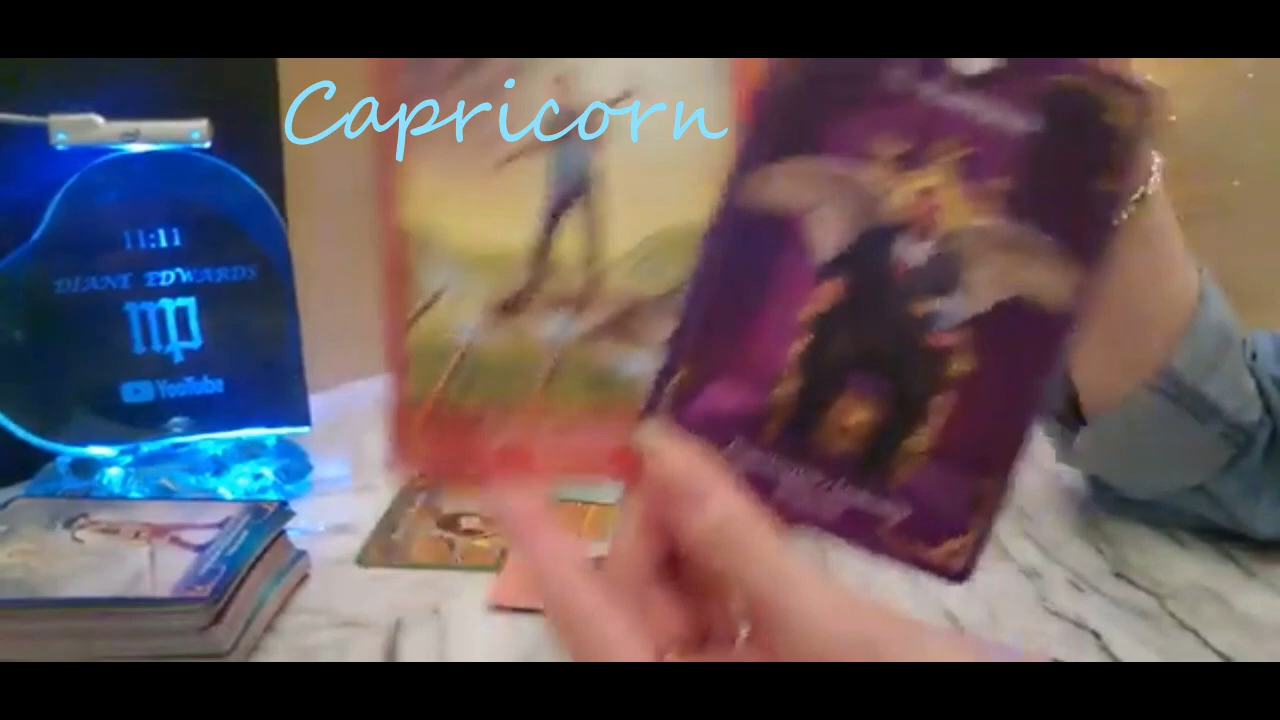 Capricorn
11:11
DIANE EDWARDS
♍
YouTube